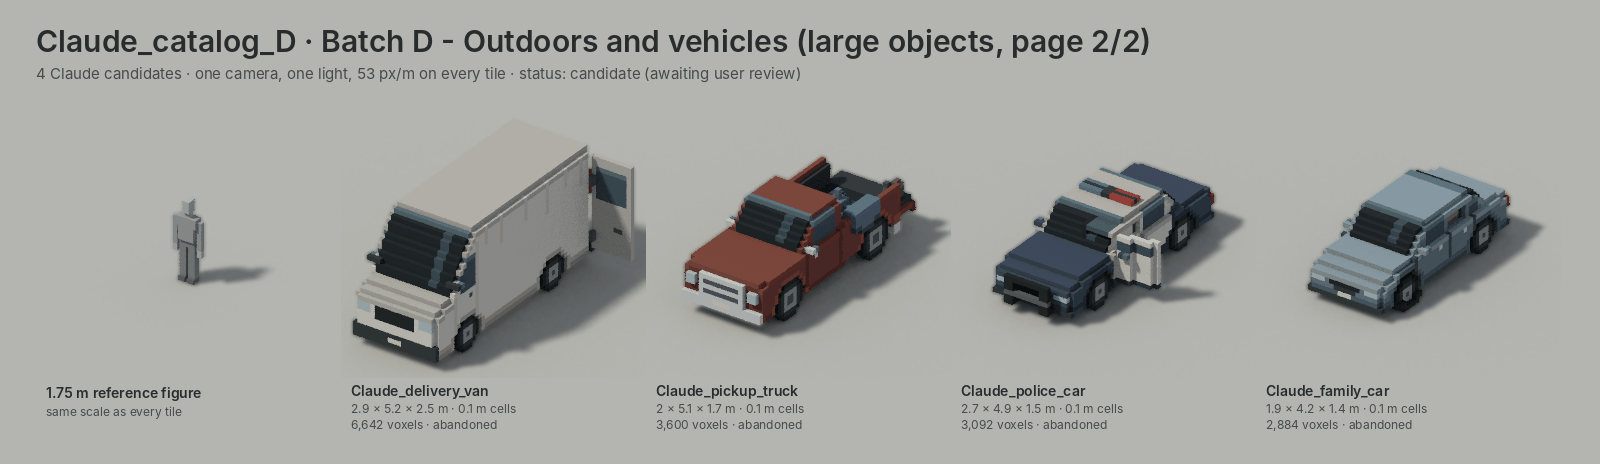 Claude_catalog_D · Batch D - Outdoors and vehicles (large objects, page 2/2)
4 Claude candidates · one camera, one light, 53 px/m on every tile · status: candidate (awaiting user review)
1.75 m reference figure
same scale as every tile
Claude_delivery_van
2.9 × 5.2 × 2.5 m · 0.1 m cells
6,642 voxels · abandoned
Claude_pickup_truck
2 × 5.1 × 1.7 m · 0.1 m cells
3,600 voxels · abandoned
Claude_police_car
2.7 × 4.9 × 1.5 m · 0.1 m cells
3,092 voxels · abandoned
Claude_family_car
1.9 × 4.2 × 1.4 m · 0.1 m cells
2,884 voxels · abandoned